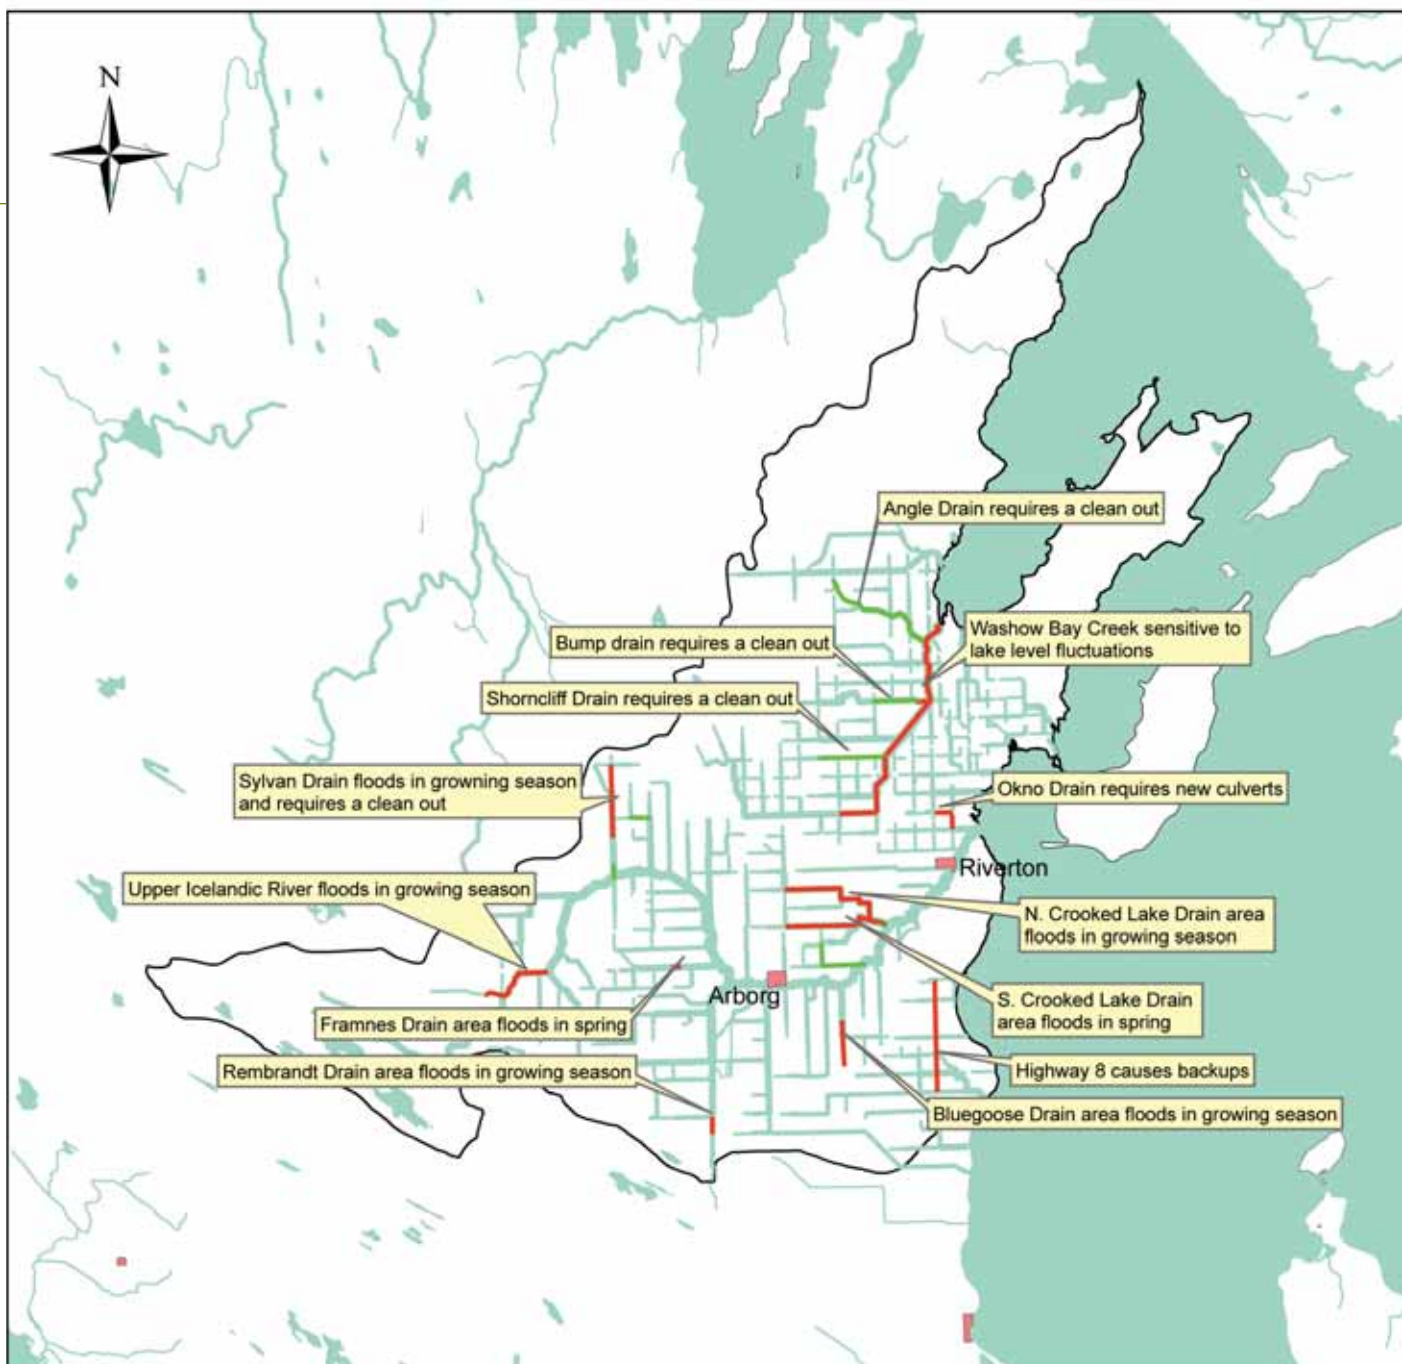 N
Angle Drain requires a clean out
Bump drain requires a clean out
Washow Bay Creek sensitive to
lake level fluctuations
Shorncliff Drain requires a clean out
Sylvan Drain floods in growning season
and requires a clean out
Okno Drain requires new culverts
Riverton
Upper Icelandic River floods in growing season
N. Crooked Lake Drain area
floods in growing season
Arborg
S. Crooked Lake Drain
area floods in spring
Framnes Drain area floods in spring
Rembrandt Drain area floods in growing season
Highway 8 causes backups
Bluegoose Drain area floods in growing season